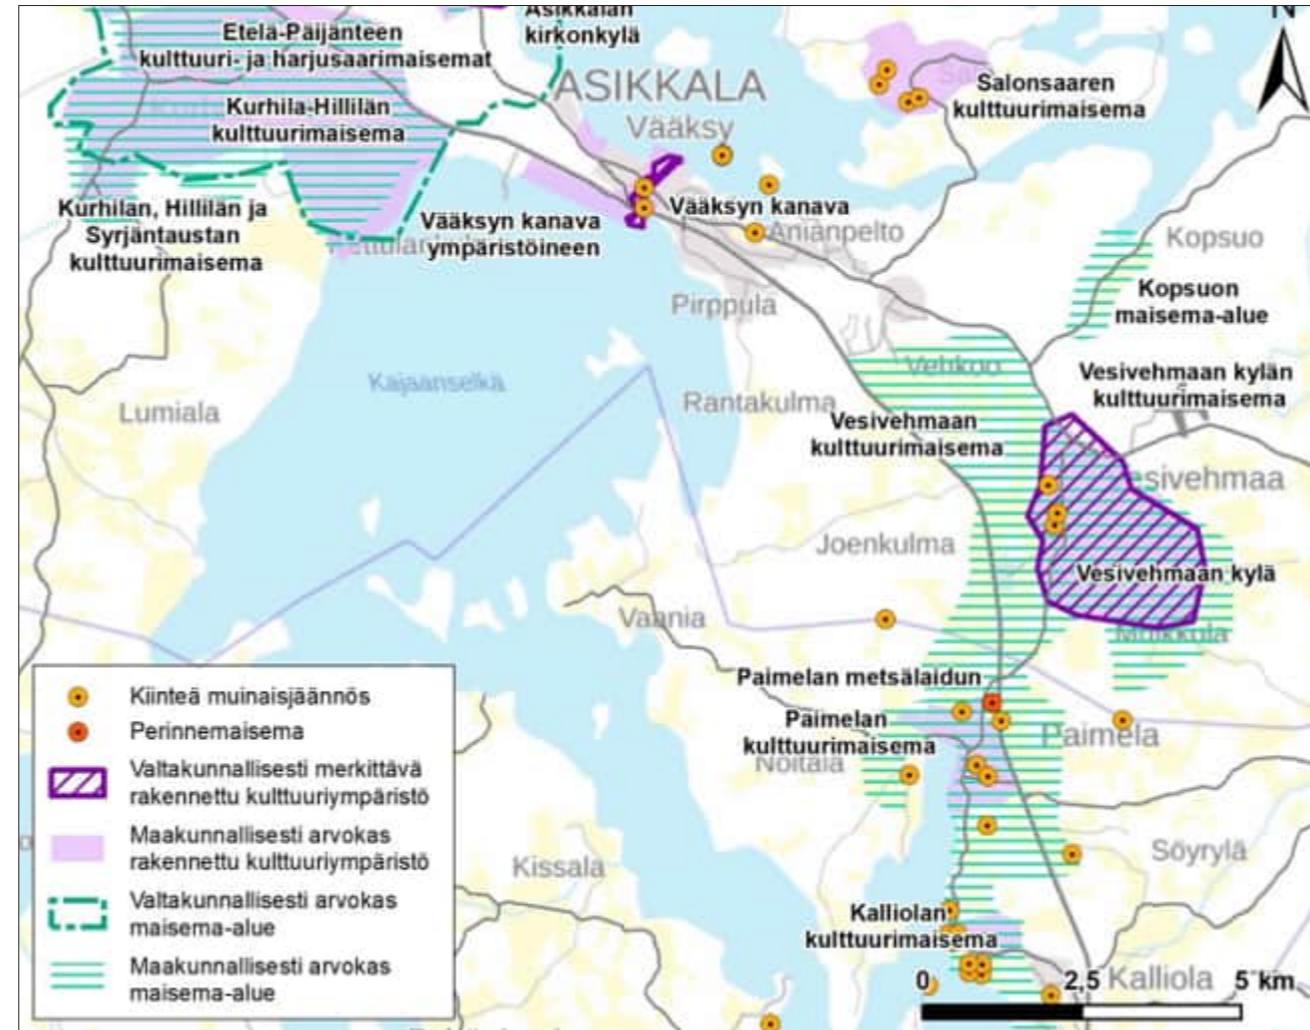 Asikkalan
kirkonkylä
N
Etelä-Päijänteen
kulttuuri- ja harjusaarimaisemat
ASIKKALA
Vääksy
Salonsaaren
kulttuurimaisema
Kurhila-Hillilän
kulttuurimaisema
Kurhilan, Hillilän ja
Syrjäntaustan
kulttuurimaisema
Vääksyn kanava
ympäristöineen
Vääksyn kanava
Anianpelto
Kopsuo
Pirppula
Kopsuon
maisema-alue
Vehkoo
Vesivehmaan kylän
kulttuurimaisema
Kajaanselkä
Lumiala
Rantakulma
Vesivehmaan
kulttuurimaisema
esivehmaa
Joenkulma
Vesivehmaan kylä
Vaania
Moikkula
Paimelan metsälaidun
Paimelan
kulttuurimaisema
Paimela
Noitala
Söyrylä
Kissala
Kalliolan
kulttuurimaisema
Kalliola
0 2,5 5 km
Kiinteä muinaisjäännös
Perinnemaisema
Valtakunnallisesti merkittävä
rakennettu kulttuuriympäristö
Maakunnallisesti arvokas
rakennettu kulttuuriympäristö
Valtakunnallisesti arvokas
maisema-alue
Maakunnallisesti arvokas
maisema-alue